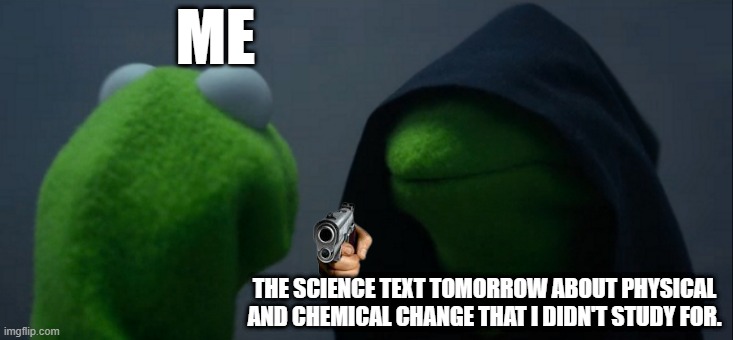 ME
THE SCIENCE TEXT TOMORROW ABOUT PHYSICAL
AND CHEMICAL CHANGE THAT I DIDN'T STUDY FOR.
imgflip.com